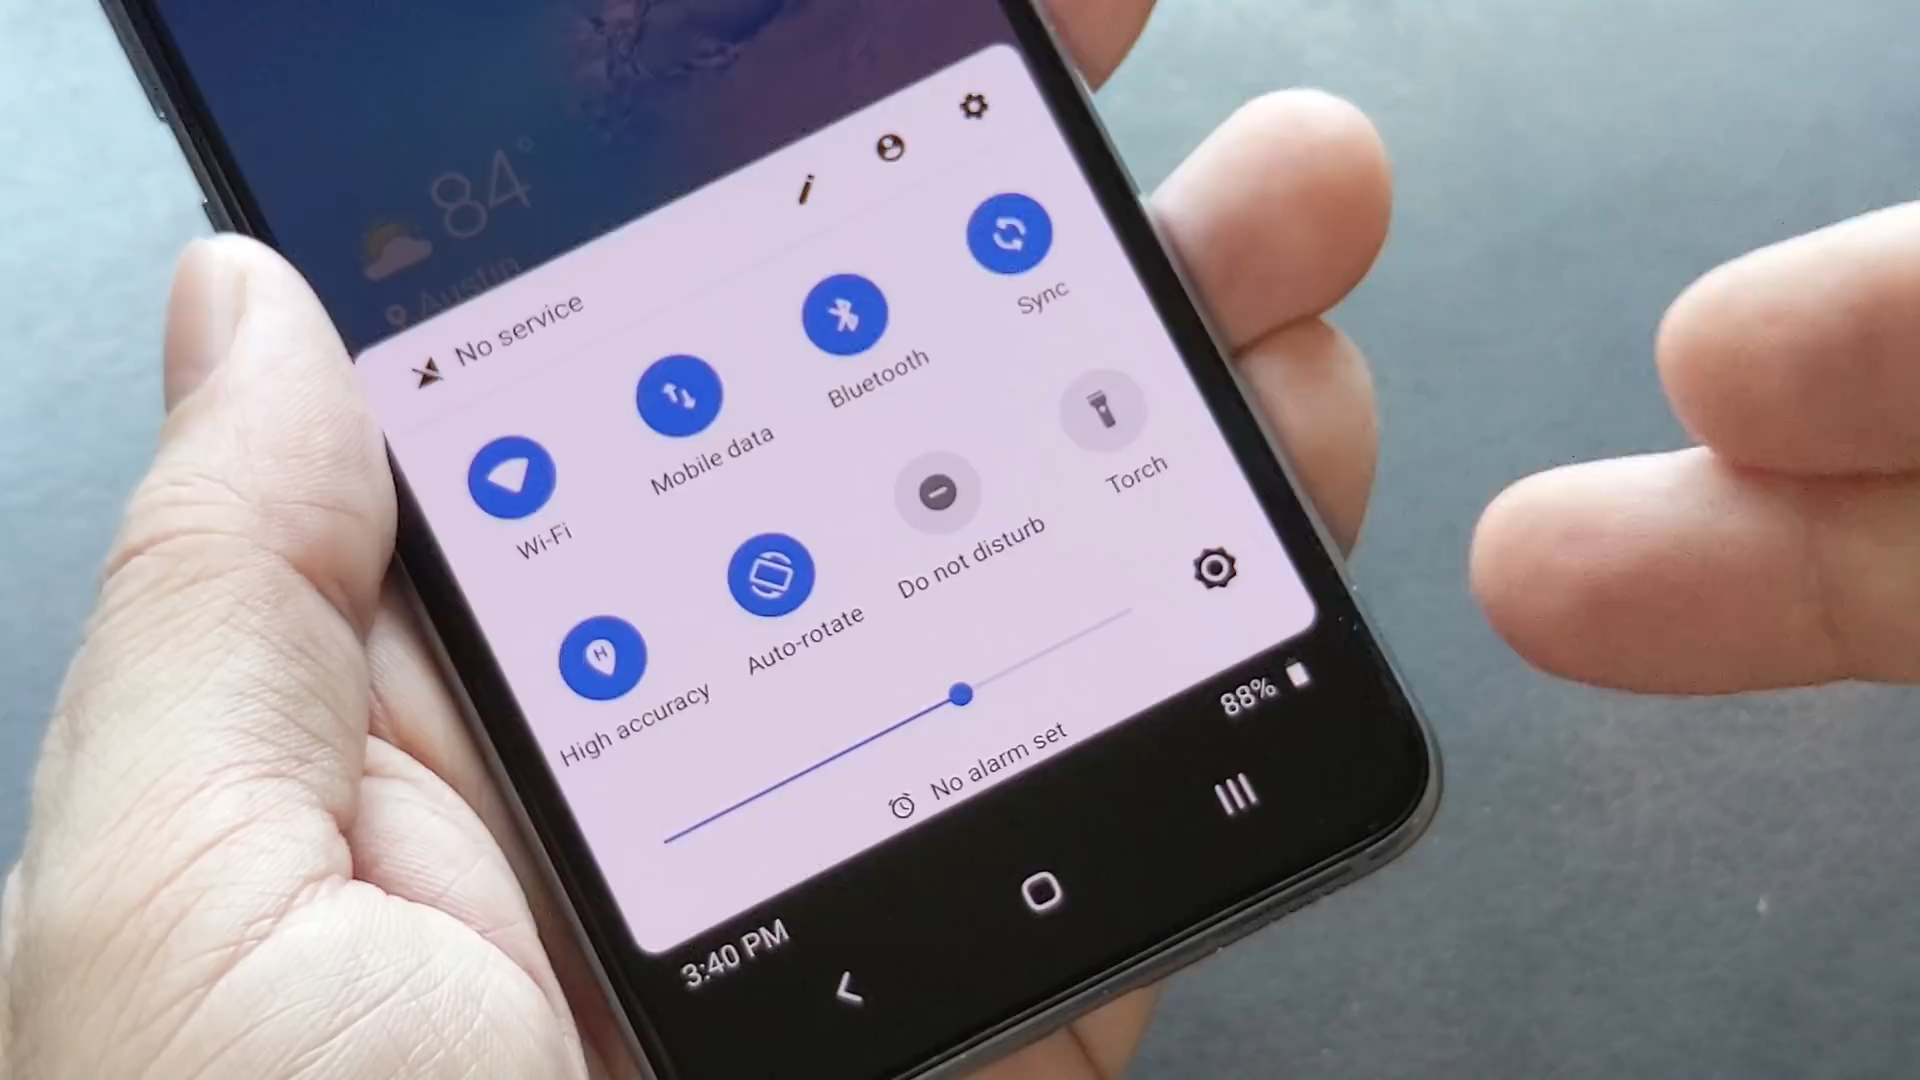 84°
Austin
No service
Wi-Fi
Mobile data
Bluetooth
Sync
H
High accuracy
Auto-rotate
Do not disturb
Torch
No alarm set
3:40 PM
88%